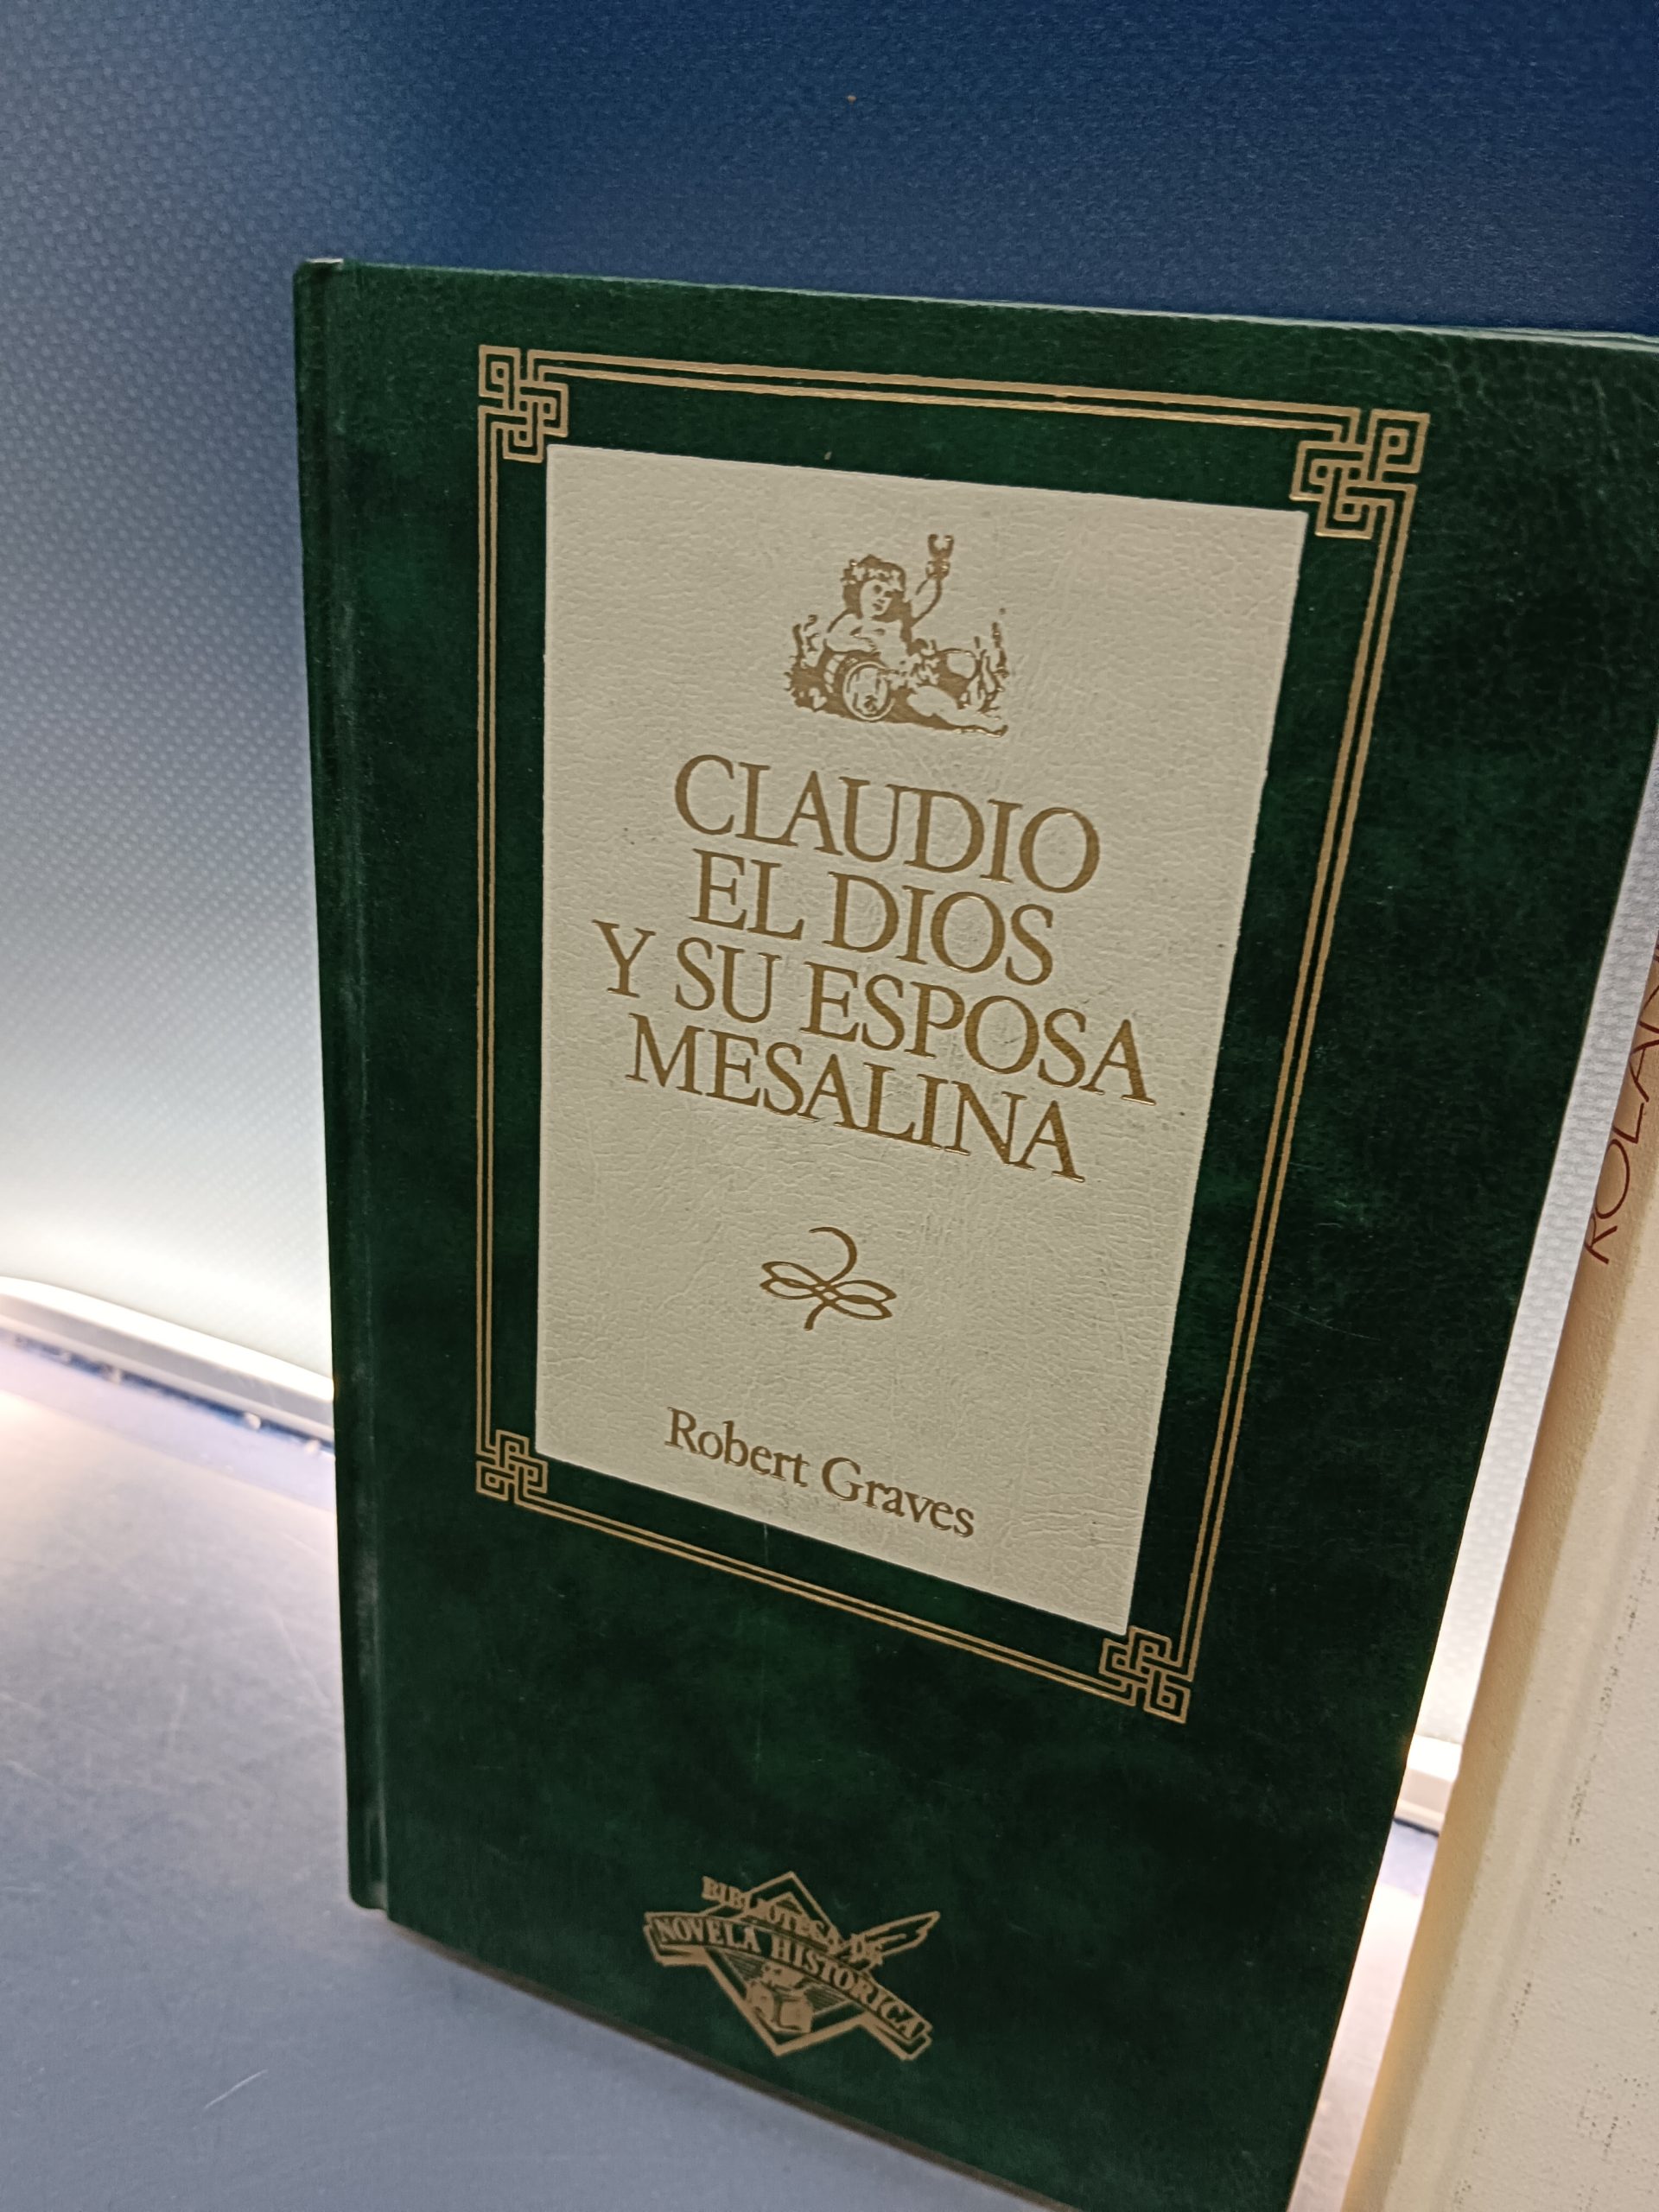 CLAUDIO
EL DIOS
Y SU ESPOSA
MESALINA
Robert Graves
BIBLIOTECA DE
NOVELA HISTORICA